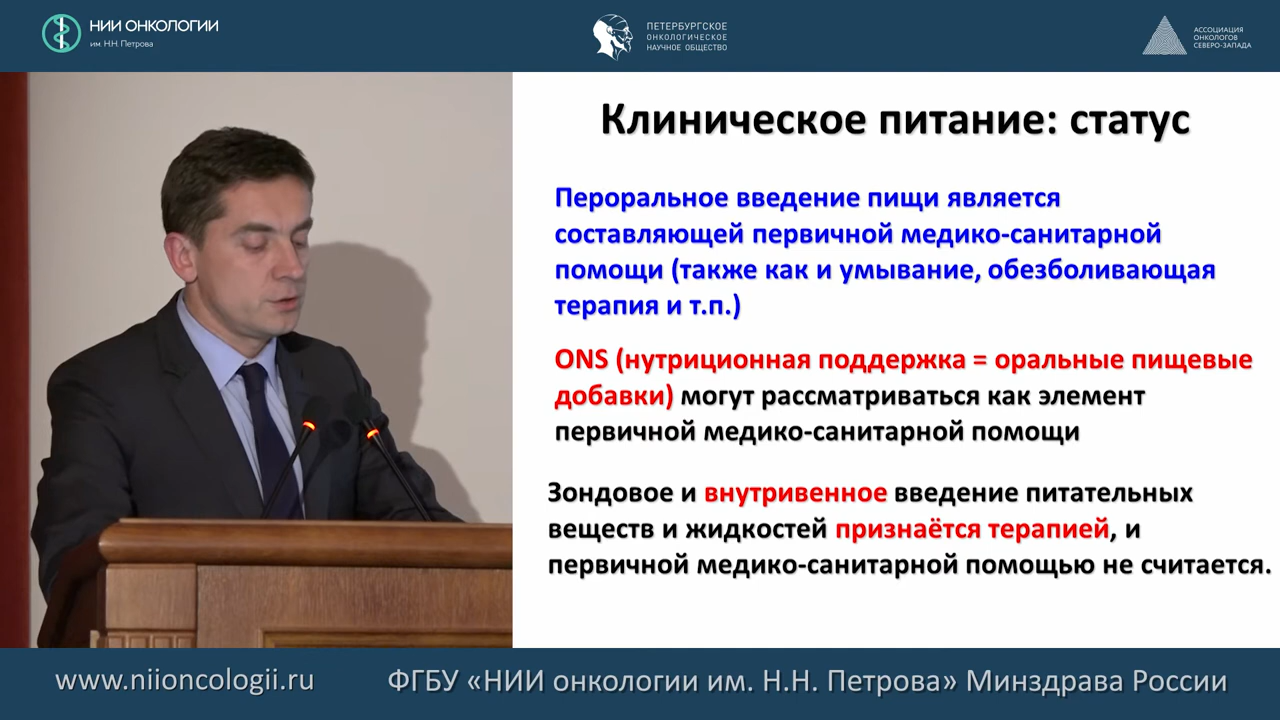 НИИ ОНКОЛОГИИ
им. Н.Н. Петрова
ПЕТЕРБУРГСКОЕ
ОНКОЛОГИЧЕСКОЕ
НАУЧНОЕ ОБЩЕСТВО
АССОЦИАЦИЯ
ОНКОЛОГОВ
СЕВЕРО-ЗАПАДА
Клиническое питание: статус
Пероральное введение пищи является
составляющей первичной медико-санитарной
помощи (также как и умывание, обезболивающая
терапия и т.п.)
ONS (нутриционная поддержка = оральные пищевые
добавки) могут рассматриваться как элемент
первичной медико-санитарной помощи
Зондовое и внутривенное введение питательных
веществ и жидкостей признаётся терапией, и
первичной медико-санитарной помощью не считается.
www.niioncologii.ru
ФГБУ «НИИ онкологии им. Н.Н. Петрова» Минздрава России